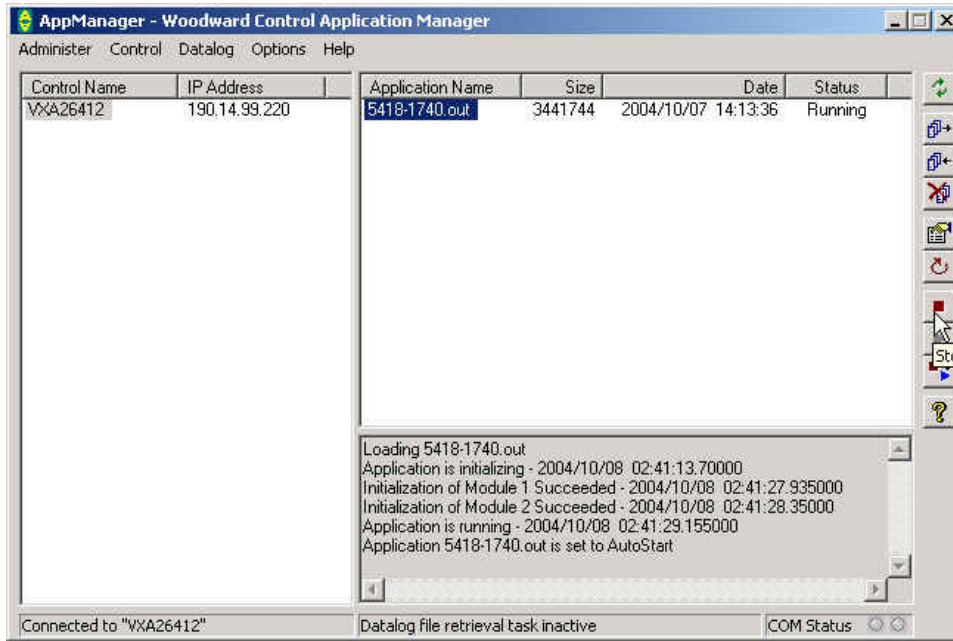 AppManager - Woodward Control Application Manager
Administer Control Datalog Options Help
Control Name IP Address
VXA26412 190.14.99.220
Application Name Size Date Status
5418-1740.out 3441744 2004/10/07 14:13:36 Running
Sto
Loading 5418-1740.out
Application is initializing - 2004/10/08 02:41:13.70000
Initialization of Module 1 Succeeded - 2004/10/08 02:41:27.935000
Initialization of Module 2 Succeeded - 2004/10/08 02:41:28.35000
Application is running - 2004/10/08 02:41:29.155000
Application 5418-1740.out is set to AutoStart
Connected to "VXA26412" Datalog file retrieval task inactive COM Status